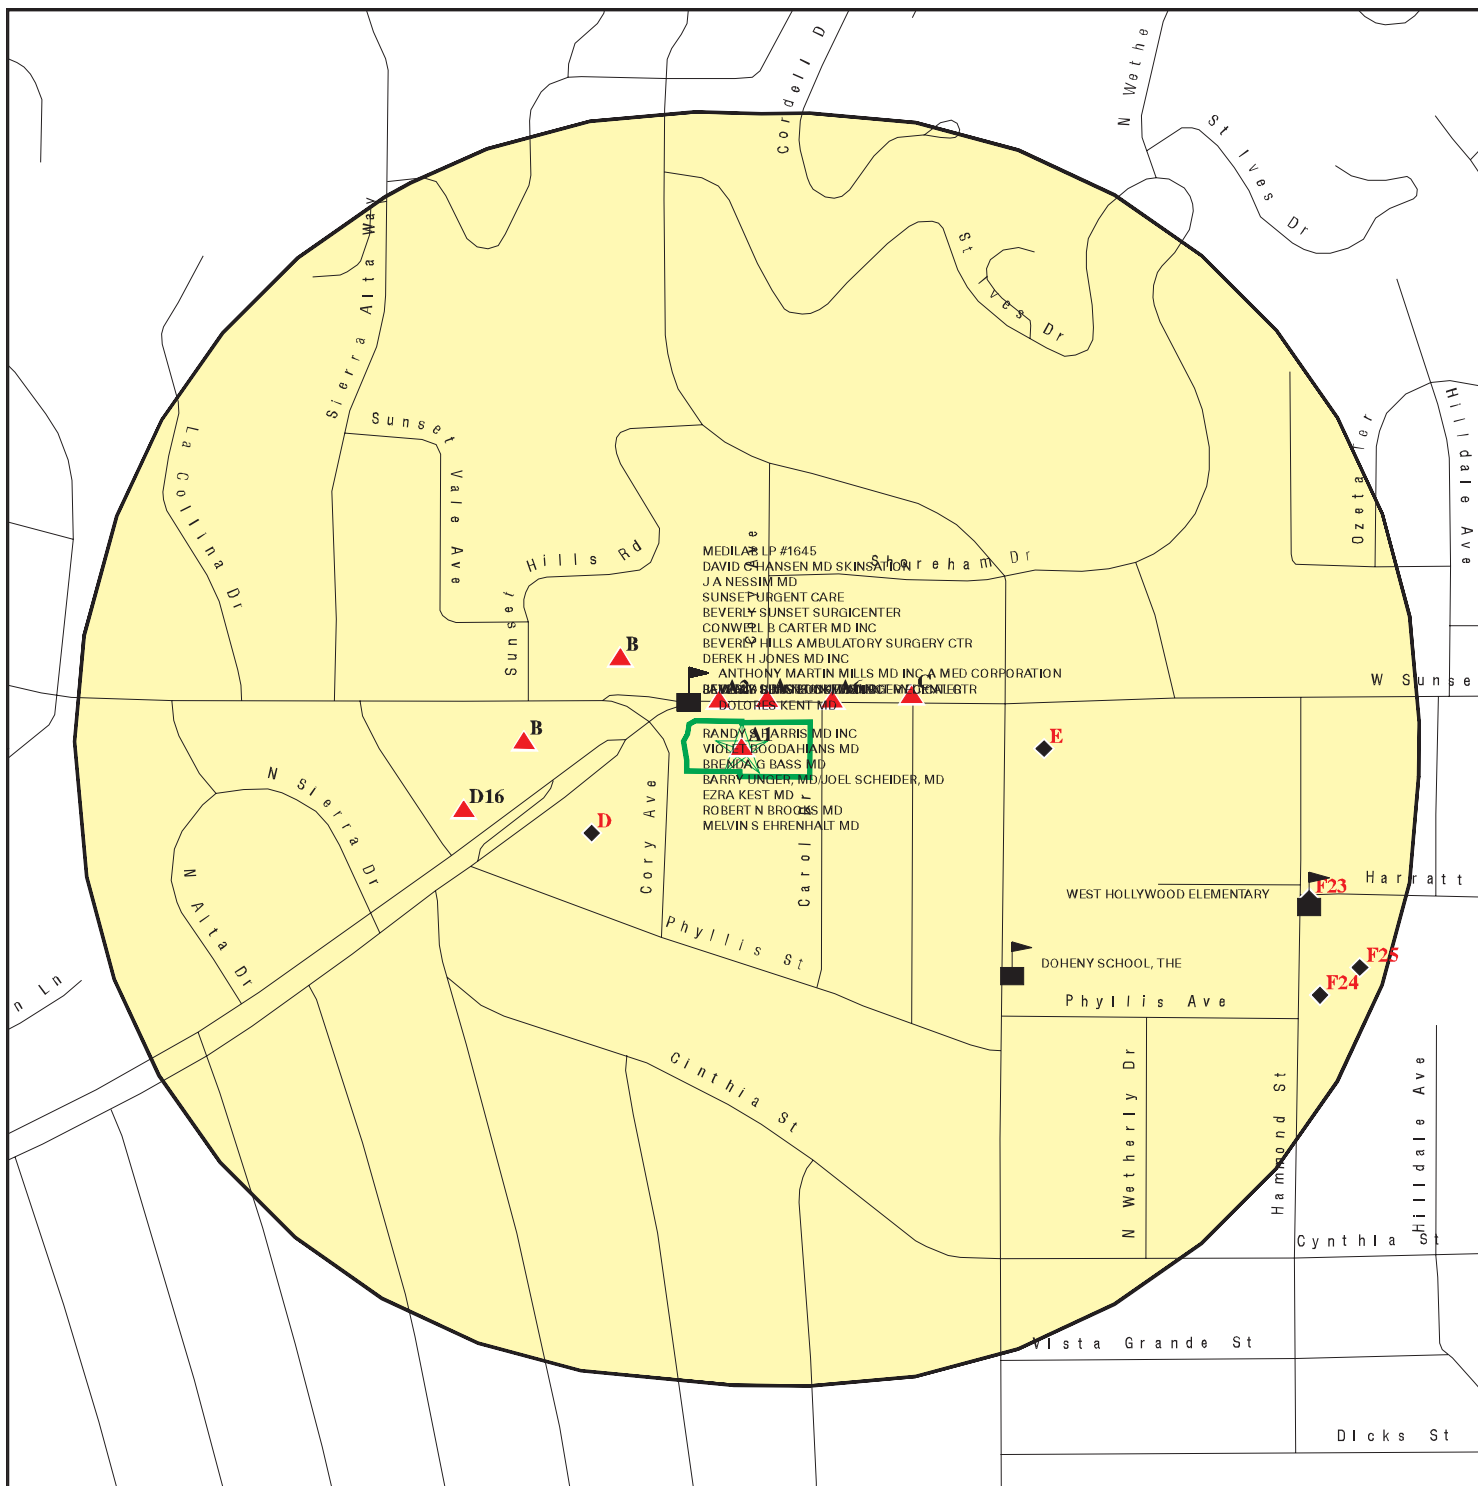 Cordell D
N Wethe
St Ives Dr
Sierra Alta Way
St Ives Dr
Sunset Vale Ave
La Collina Dr
Hilldale Ave
Ozeta Ter
Sunset Hills Rd
Shoreham Dr
MEDILAB LP #1645
DAVID C HANSEN MD SKINSATION
J A NESSIM MD
SUNSET URGENT CARE
BEVERLY SUNSET SURGICENTER
CONWELL B CARTER MD INC
BEVERLY HILLS AMBULATORY SURGERY CTR
DEREK H JONES MD INC
ANTHONY MARTIN MILLS MD INC A MED CORPORATION
DOLORES KENT MD
RANDY S HARRIS MD INC
VIOLET BOODAHIANS MD
BRENDA G BASS MD
BARRY UNGER, MD/JOEL SCHEIDER, MD
EZRA KEST MD
ROBERT N BROOKS MD
MELVIN S EHRENHALT MD
B
W Sunse
A1
B
E
D16
D
N Sierra Dr
N Alta Dr
Cory Ave
Carol Dr
Phyllis St
WEST HOLLYWOOD ELEMENTARY
F23
Harratt
DOHENY SCHOOL, THE
F25
F24
Phyllis Ave
n Ln
Cinthia St
N Wetherly Dr
Hammond St
Hilldale Ave
Cynthia St
Vista Grande St
Dicks St